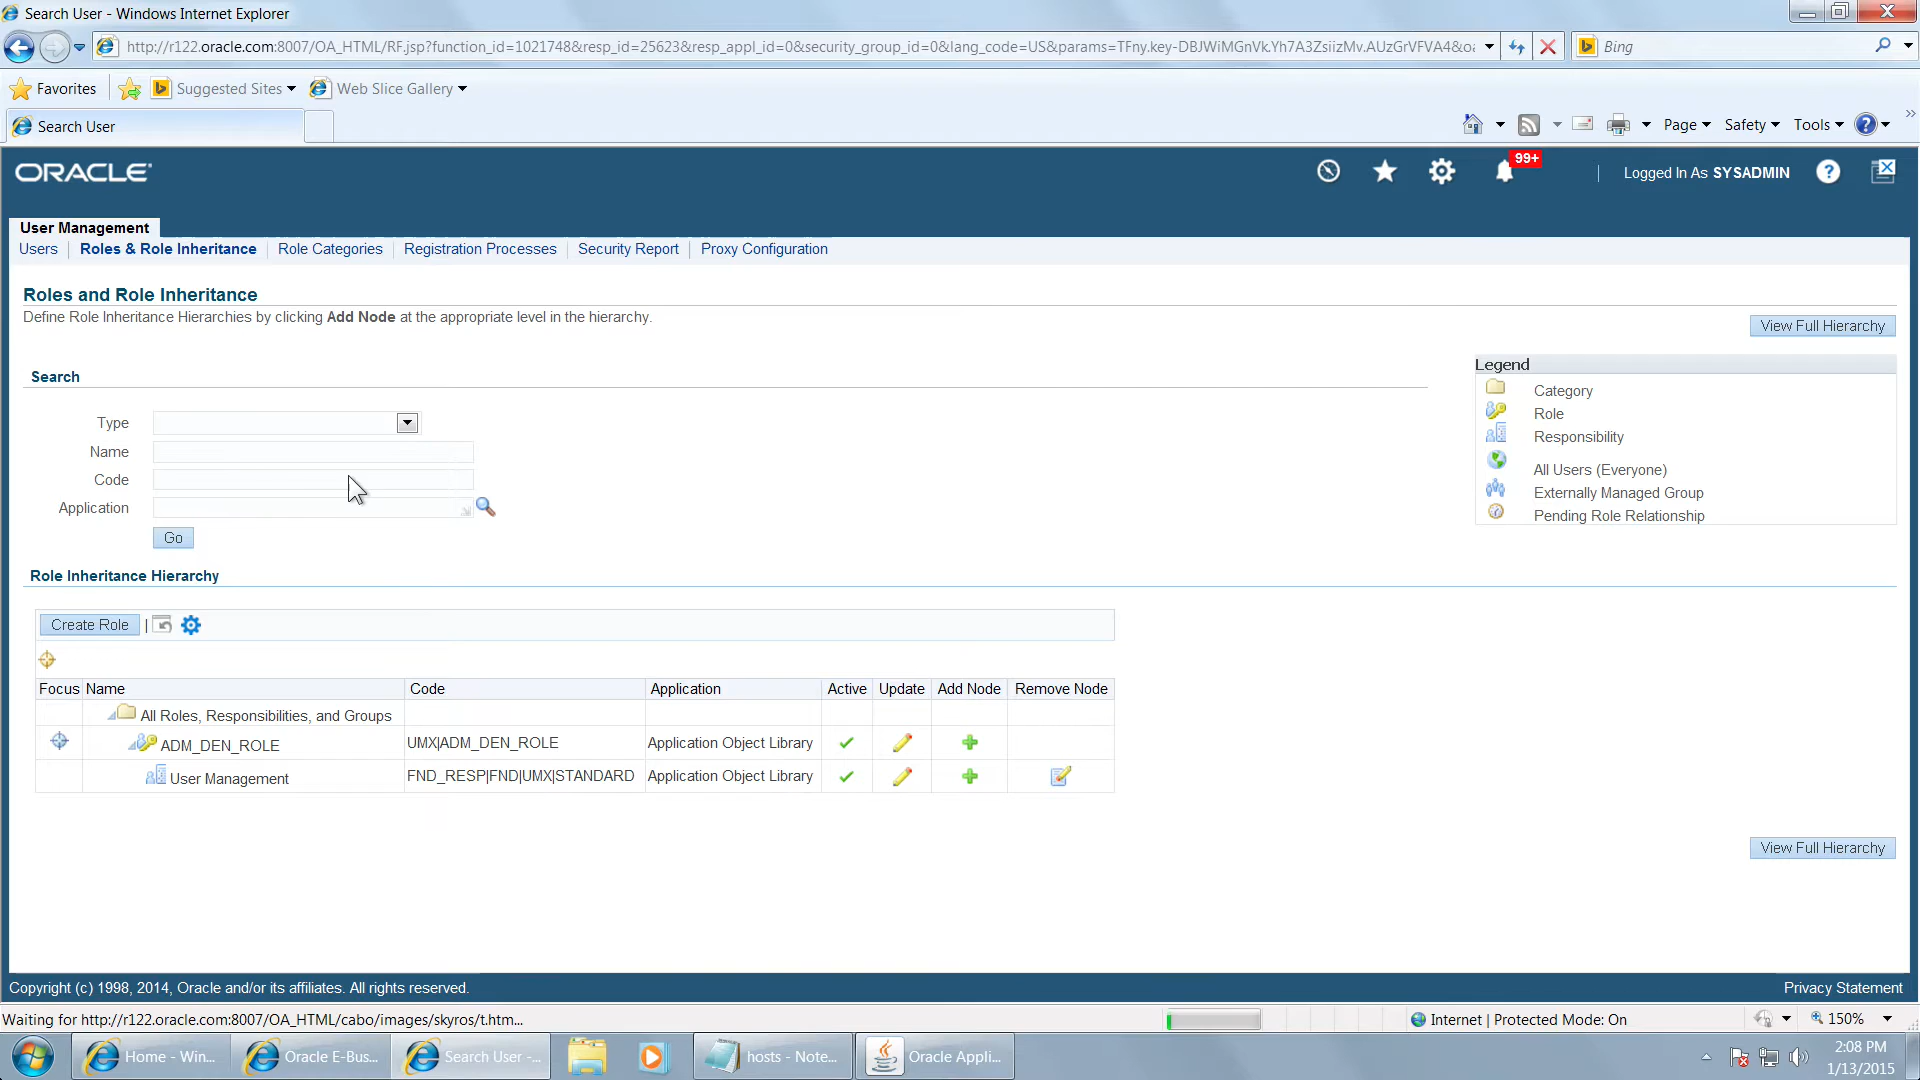 Search User - Windows Internet Explorer
http://r122.oracle.com:8007/OA_HTML/RF.jsp?function_id=1021748&resp_id=25623&resp_appl_id=0&security_group_id=0&lang_code=US&params=TFny.key-DBJWiMGnVk.Yh7A3ZsiizMv.AUzGrVFVA4&oa
Bing
Favorites
Suggested Sites
Web Slice Gallery
Search User
Page
Safety
Tools
ORACLE
99+
Logged In As SYSADMIN
User Management
Users
Roles & Role Inheritance
Role Categories
Registration Processes
Security Report
Proxy Configuration
Roles and Role Inheritance
Define Role Inheritance Hierarchies by clicking Add Node at the appropriate level in the hierarchy.
View Full Hierarchy
Search
Type
Name
Code
Application
Go
Legend
Category
Role
Responsibility
All Users (Everyone)
Externally Managed Group
Pending Role Relationship
Role Inheritance Hierarchy
Create Role
Focus Name Code Application Active Update Add Node Remove Node
All Roles, Responsibilities, and Groups
ADM_DEN_ROLE UMX|ADM_DEN_ROLE Application Object Library
User Management FND_RESP|FND|UMX|STANDARD Application Object Library
View Full Hierarchy
Copyright (c) 1998, 2014, Oracle and/or its affiliates. All rights reserved.
Privacy Statement
Waiting for http://r122.oracle.com:8007/OA_HTML/cabo/images/skyros/t.htm...
Internet | Protected Mode: On
150%
Home - Win...
Oracle E-Bus...
Search User -...
hosts - Note...
Oracle Appli...
2:08 PM
1/13/2015